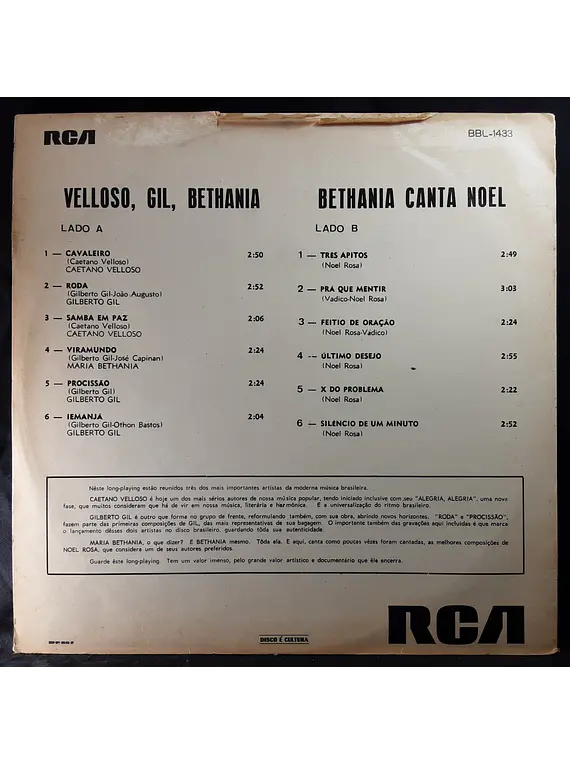 RCA
BBL-1433
VELLOSO, GIL, BETHANIA
LADO A
1 — CAVALEIRO 2:50
(Caetano Velloso)
CAETANO VELLOSO
2 — RODA 2:52
(Gilberto Gil-João Augusto)
GILBERTO GIL
3 — SAMBA EM PAZ 2:06
(Caetano Velloso)
CAETANO VELLOSO
4 — VIRAMUNDO 2:24
(Gilberto Gil-José Capinan)
MARIA BETHANIA
5 — PROCISSÃO 2:24
(Gilberto Gil)
GILBERTO GIL
6 — IEMANJÁ 2:04
(Gilberto Gil-Othon Bastos)
GILBERTO GIL
BETHANIA CANTA NOEL
LADO B
1 — TRES APITOS 2:49
(Noel Rosa)
2 — PRA QUE MENTIR 3:03
(Vadico-Noel Rosa)
3 — FEITIO DE ORAÇÃO 2:24
(Noel Rosa-Vadico)
4 — ÚLTIMO DESEJO 2:55
(Noel Rosa)
5 — X DO PROBLEMA 2:22
(Noel Rosa)
6 — SILENCIO DE UM MINUTO 2:52
(Noel Rosa)
Nêste long-playing estão reunidos três dos mais importantes artistas da moderna música brasileira.
CAETANO VELLOSO é hoje um dos mais sérios autores de nossa música popular, tendo iniciado inclusive com seu "ALEGRIA, ALEGRIA", uma nova
fase, que muitos consideram que há de vir em nossa música, literária e harmônica. É a universalização do ritmo brasileiro.
GILBERTO GIL é outro que forma no grupo de frente, reformulando também, com sua obra, abrindo novos horizontes. "RODA" e "PROCISSÃO",
fazem parte das primeiras composições de GIL, das mais representativas de sua bagagem. O importante também das gravações aqui incluídas é que marca
o lançamento dêsses dois artistas no disco brasileiro, guardando tôda sua autenticidade.
MARIA BETHANIA, o que dizer? É BETHANIA mesmo. Tôda ela. E aqui, canta como poucas vêzes foram cantadas, as melhores composições de
NOEL ROSA, que considera um de seus autores preferidos.
Guarde êste long-playing. Tem um valor imenso, pelo grande valor artístico e documentário que êle encerra.
DISCO É CULTURA
RCA